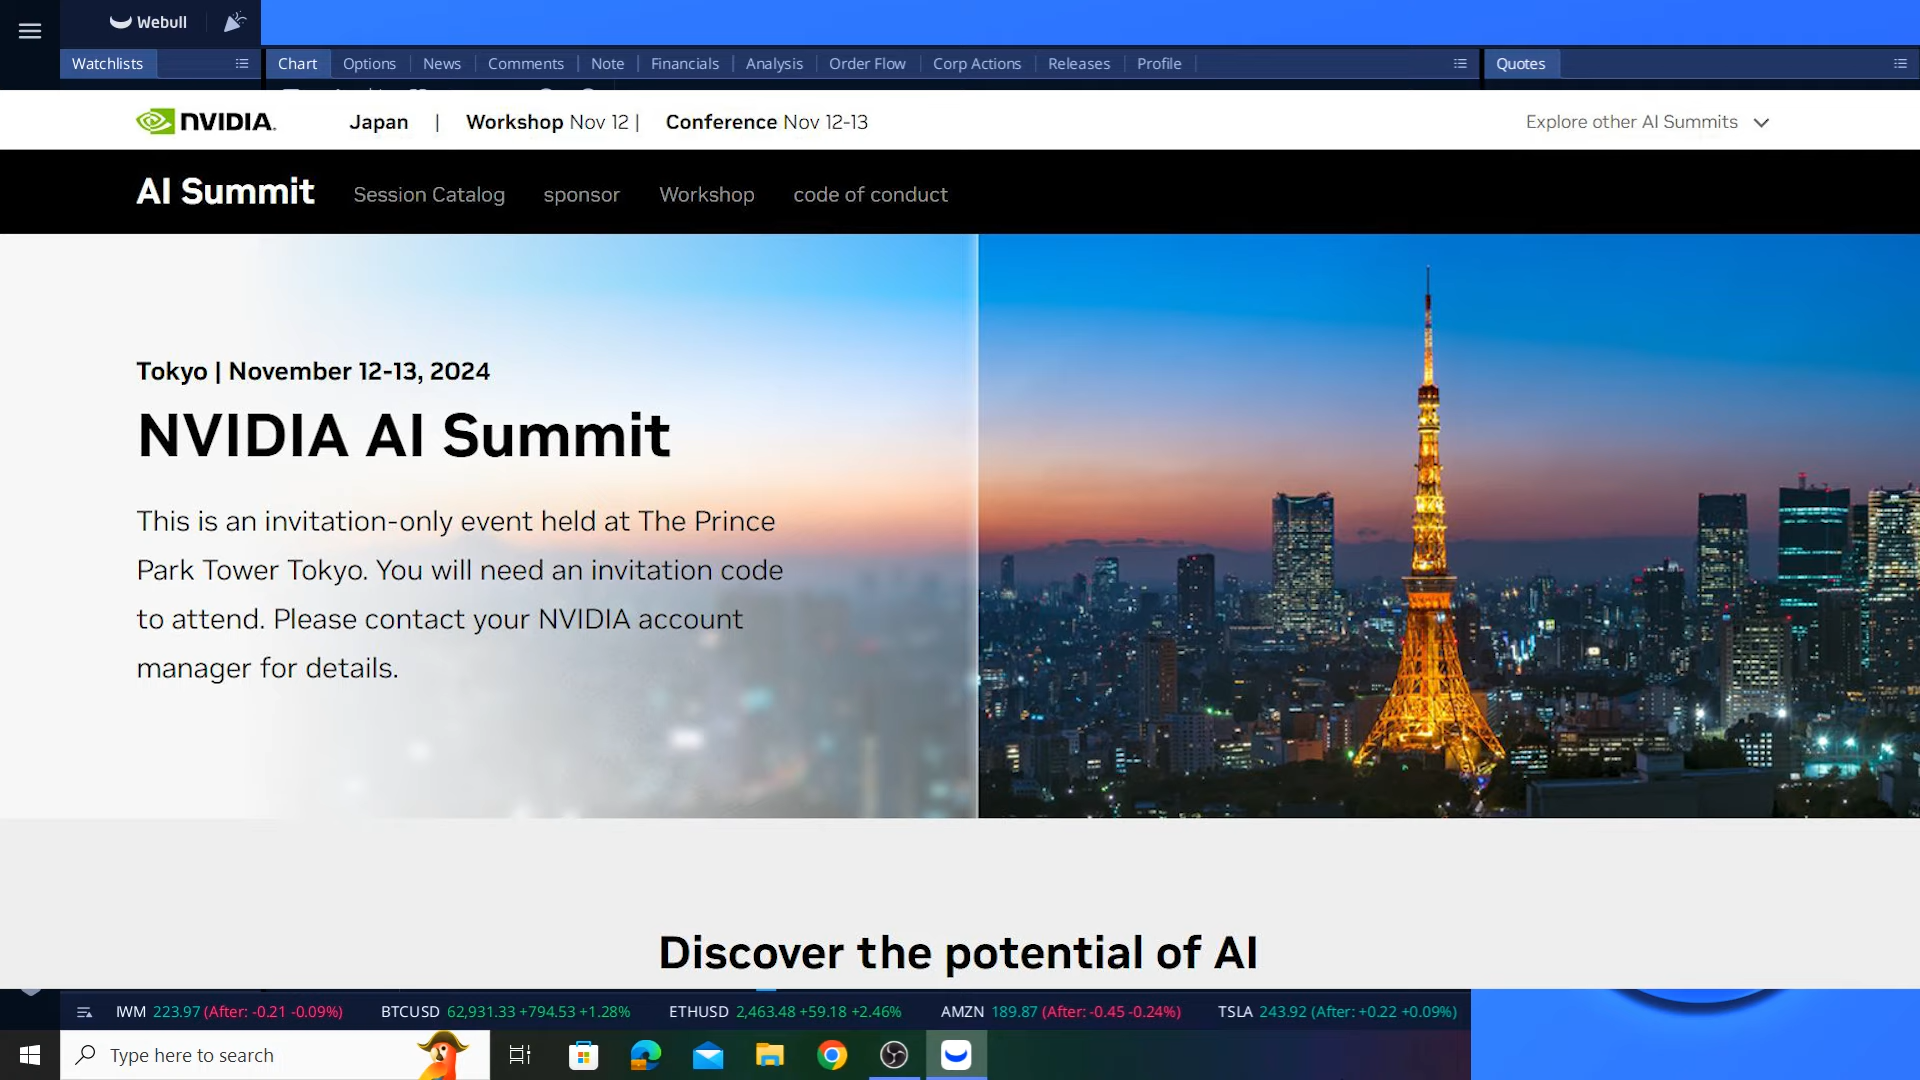 Webull
Watchlists
Chart Options News Comments Note Financials Analysis Order Flow Corp Actions Releases Profile
Quotes
NVIDIA. Japan | Workshop Nov 12 | Conference Nov 12-13
Explore other AI Summits
AI Summit Session Catalog sponsor Workshop code of conduct
Tokyo | November 12-13, 2024
NVIDIA AI Summit
This is an invitation-only event held at The Prince
Park Tower Tokyo. You will need an invitation code
to attend. Please contact your NVIDIA account
manager for details.
Discover the potential of AI
IWM 223.97 (After: -0.21 -0.09%) BTCUSD 62,931.33 +794.53 +1.28% ETHUSD 2,463.48 +59.18 +2.46% AMZN 189.87 (After: -0.45 -0.24%) TSLA 243.92 (After: +0.22 +0.09%)
Type here to search